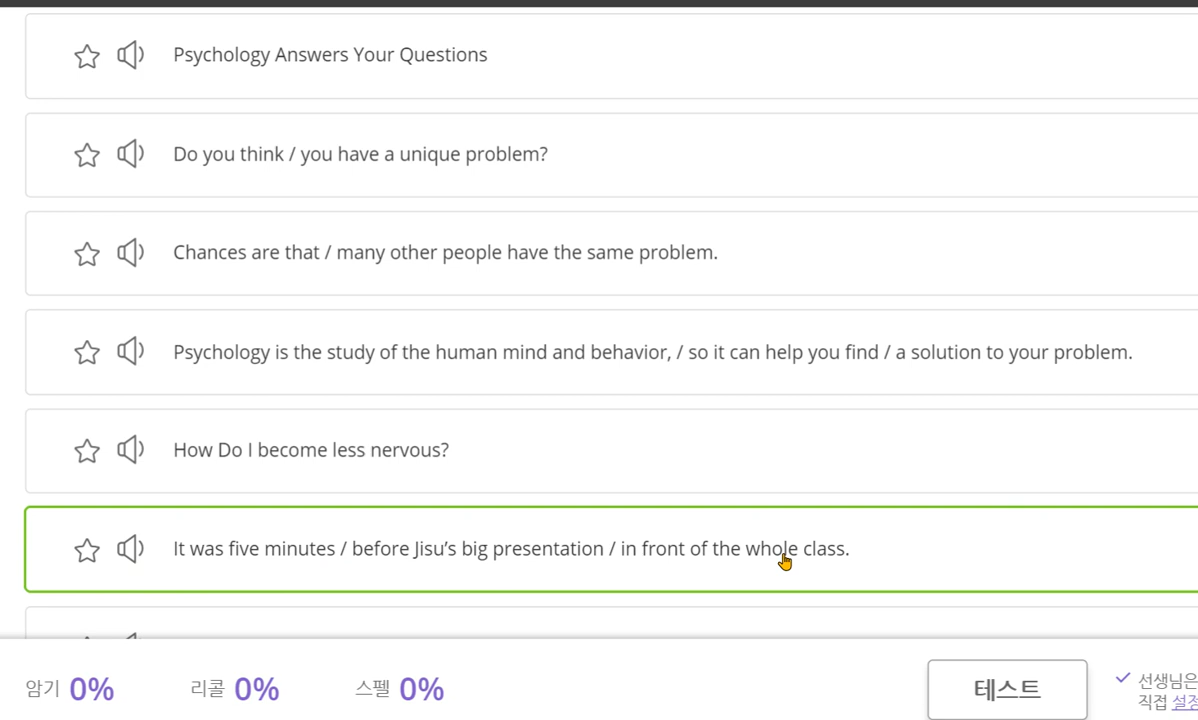 Psychology Answers Your Questions
Do you think / you have a unique problem?
Chances are that / many other people have the same problem.
Psychology is the study of the human mind and behavior, / so it can help you find / a solution to your problem.
How Do I become less nervous?
It was five minutes / before Jisu's big presentation / in front of the whole class.
암기 0% 리콜 0% 스펠 0% 테스트 선생님은
직접 설정